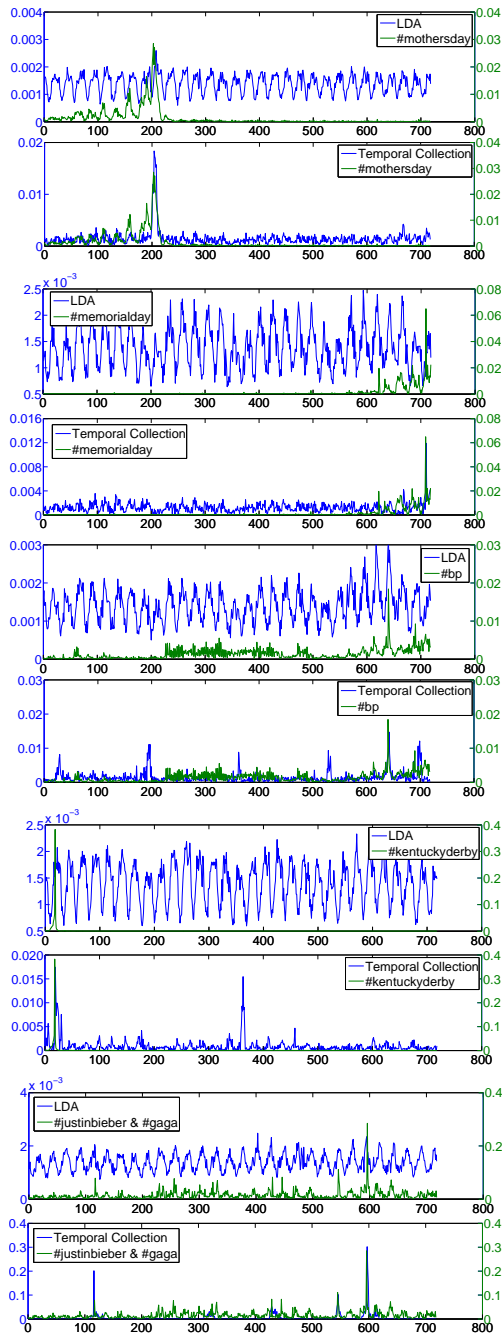 0.004 0.04
LDA
#mothersday
0.003 0.03
0.002 0.02
0.001 0.01
0 0
0 100 200 300 400 500 600 700 800
0.02 0.04
Temporal Collection
#mothersday
0.03
0.01 0.02
0.01
0 0
0 100 200 300 400 500 600 700 800
x 10⁻³
2.5 0.08
LDA
#memorialday
2 0.06
1.5 0.04
1 0.02
0.5 0
0 100 200 300 400 500 600 700 800
0.016 0.08
Temporal Collection
#memorialday
0.012 0.06
0.008 0.04
0.004 0.02
0 0
0 100 200 300 400 500 600 700 800
0.003 0.03
LDA
#bp
0.002 0.02
0.001 0.01
0 0
0 100 200 300 400 500 600 700 800
0.03 0.03
Temporal Collection
#bp
0.02 0.02
0.01 0.01
0 0
0 100 200 300 400 500 600 700 800
x 10⁻³
2.5 0.4
LDA
#kentuckyderby
2 0.3
1.5 0.2
1 0.1
0.5 0
0 100 200 300 400 500 600 700 800
0.020 0.4
Temporal Collection
#kentuckyderby
0.015 0.3
0.010 0.2
0.005 0.1
0.000 0
0 100 200 300 400 500 600 700 800
x 10⁻³
4 0.4
LDA
#justinbieber & #gaga
2 0.2
0 0
0 100 200 300 400 500 600 700 800
0.4 0.4
Temporal Collection
#justinbieber & #gaga
0.3 0.3
0.2 0.2
0.1 0.1
0 0
0 100 200 300 400 500 600 700 800